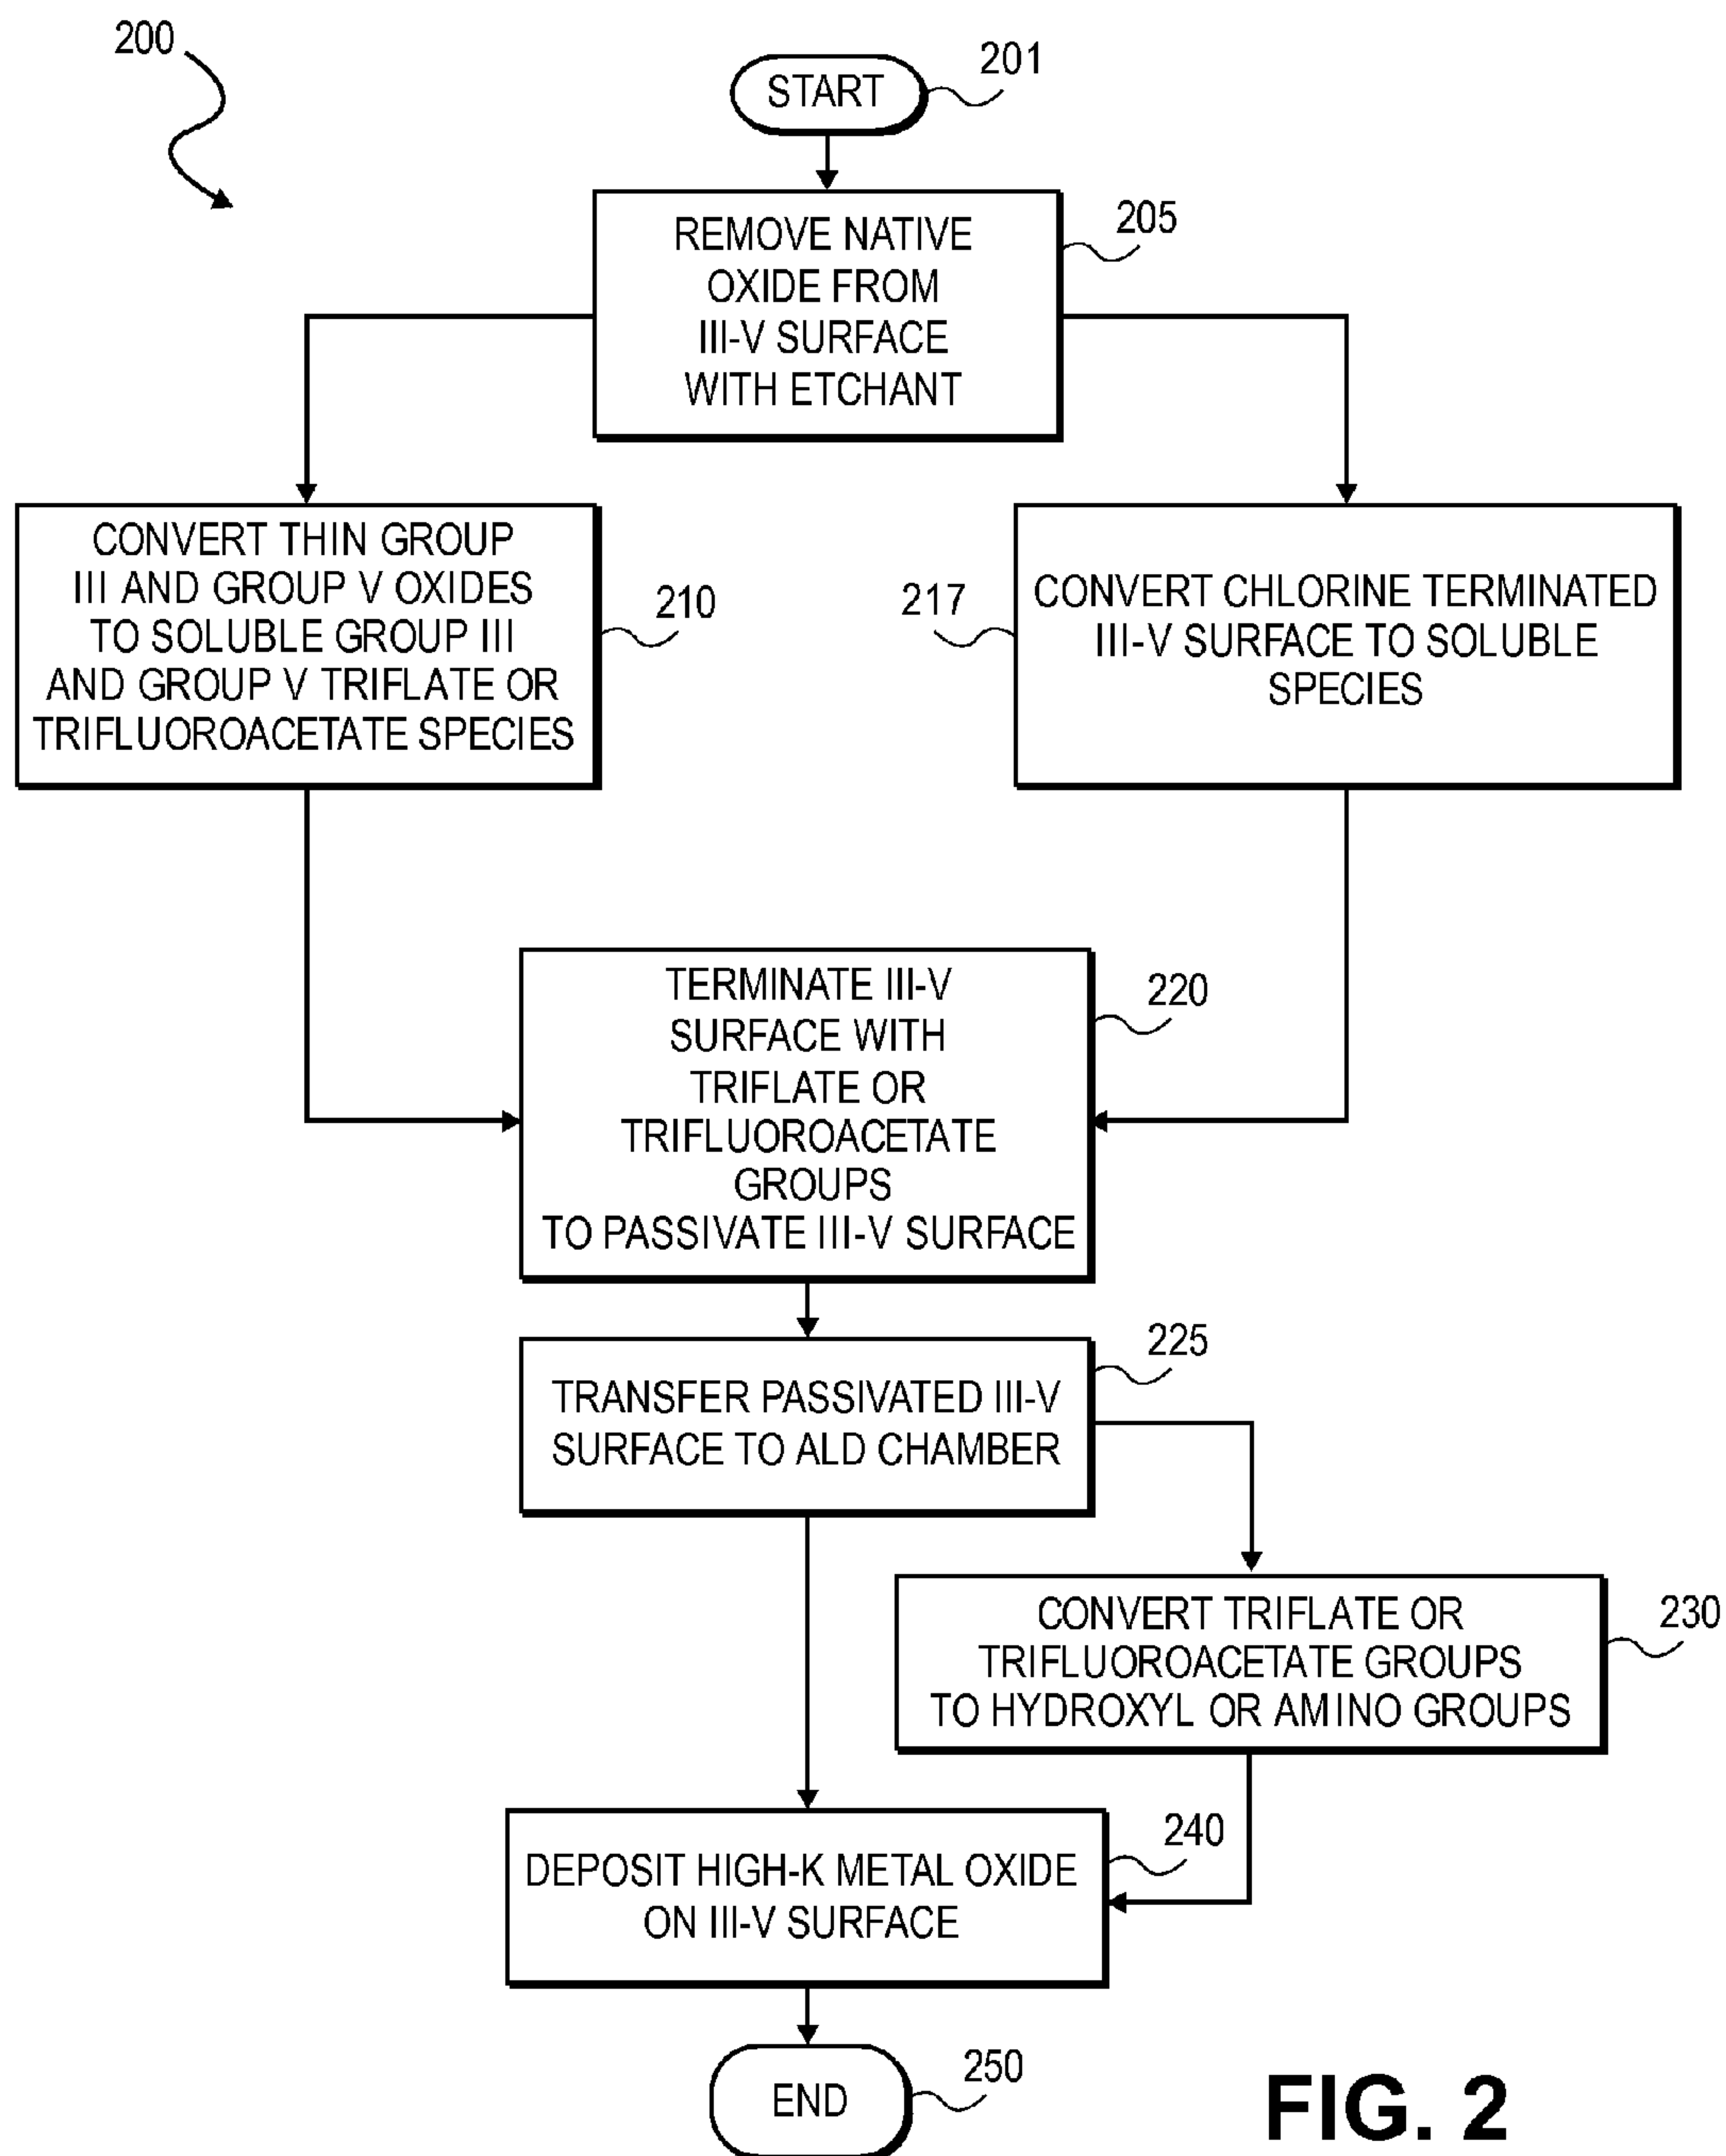 200
START
201
REMOVE NATIVE
OXIDE FROM
III-V SURFACE
WITH ETCHANT
205
CONVERT THIN GROUP
III AND GROUP V OXIDES
TO SOLUBLE GROUP III
AND GROUP V TRIFLATE OR
TRIFLUOROACETATE SPECIES
210
217
CONVERT CHLORINE TERMINATED
III-V SURFACE TO SOLUBLE
SPECIES
TERMINATE III-V
SURFACE WITH
TRIFLATE OR
TRIFLUOROACETATE
GROUPS
TO PASSIVATE III-V SURFACE
220
TRANSFER PASSIVATED III-V
SURFACE TO ALD CHAMBER
225
CONVERT TRIFLATE OR
TRIFLUOROACETATE GROUPS
TO HYDROXYL OR AMINO GROUPS
230
DEPOSIT HIGH-K METAL OXIDE
ON III-V SURFACE
240
END
250
FIG. 2